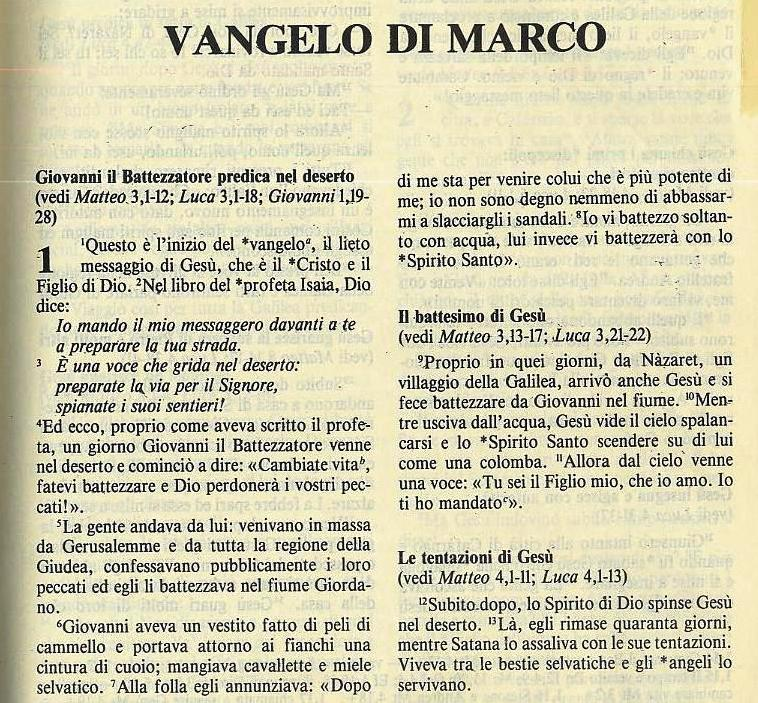 VANGELO DI MARCO
Giovanni il Battezzatore predica nel deserto
(vedi Matteo 3,1-12; Luca 3,1-18; Giovanni 1,19-
28)
1 ¹Questo è l'inizio del *vangeloᵃ, il lieto
messaggio di Gesù, che è il *Cristo e il
Figlio di Dio. ²Nel libro del *profeta Isaia, Dio
dice:
Io mando il mio messaggero davanti a te
a preparare la tua strada.
³ È una voce che grida nel deserto:
preparate la via per il Signore,
spianate i suoi sentieri!
⁴Ed ecco, proprio come aveva scritto il profe-
ta, un giorno Giovanni il Battezzatore venne
nel deserto e cominciò a dire: «Cambiate vitaᵇ,
fatevi battezzare e Dio perdonerà i vostri pec-
cati!».
⁵La gente andava da lui: venivano in massa
da Gerusalemme e da tutta la regione della
Giudea, confessavano pubblicamente i loro
peccati ed egli li battezzava nel fiume Giorda-
no.
⁶Giovanni aveva un vestito fatto di peli di
cammello e portava attorno ai fianchi una
cintura di cuoio; mangiava cavallette e miele
selvatico. ⁷Alla folla egli annunziava: «Dopo
di me sta per venire colui che è più potente di
me; io non sono degno nemmeno di abbassar-
mi a slacciargli i sandali. ⁸Io vi battezzo soltan-
to con acqua, lui invece vi battezzerà con lo
*Spirito Santo».
Il battesimo di Gesù
(vedi Matteo 3,13-17; Luca 3,21-22)
⁹Proprio in quei giorni, da Nàzaret, un
villaggio della Galilea, arrivò anche Gesù e si
fece battezzare da Giovanni nel fiume. ¹⁰Men-
tre usciva dall'acqua, Gesù vide il cielo spalan-
carsi e lo *Spirito Santo scendere su di lui
come una colomba. ¹¹Allora dal cielo venne
una voce: «Tu sei il Figlio mio, che io amo. Io
ti ho mandatoᶜ».
Le tentazioni di Gesù
(vedi Matteo 4,1-11; Luca 4,1-13)
¹²Subito dopo, lo Spirito di Dio spinse Gesù
nel deserto. ¹³Là, egli rimase quaranta giorni,
mentre Satana lo assaliva con le sue tentazioni.
Viveva tra le bestie selvatiche e gli *angeli lo
servivano.